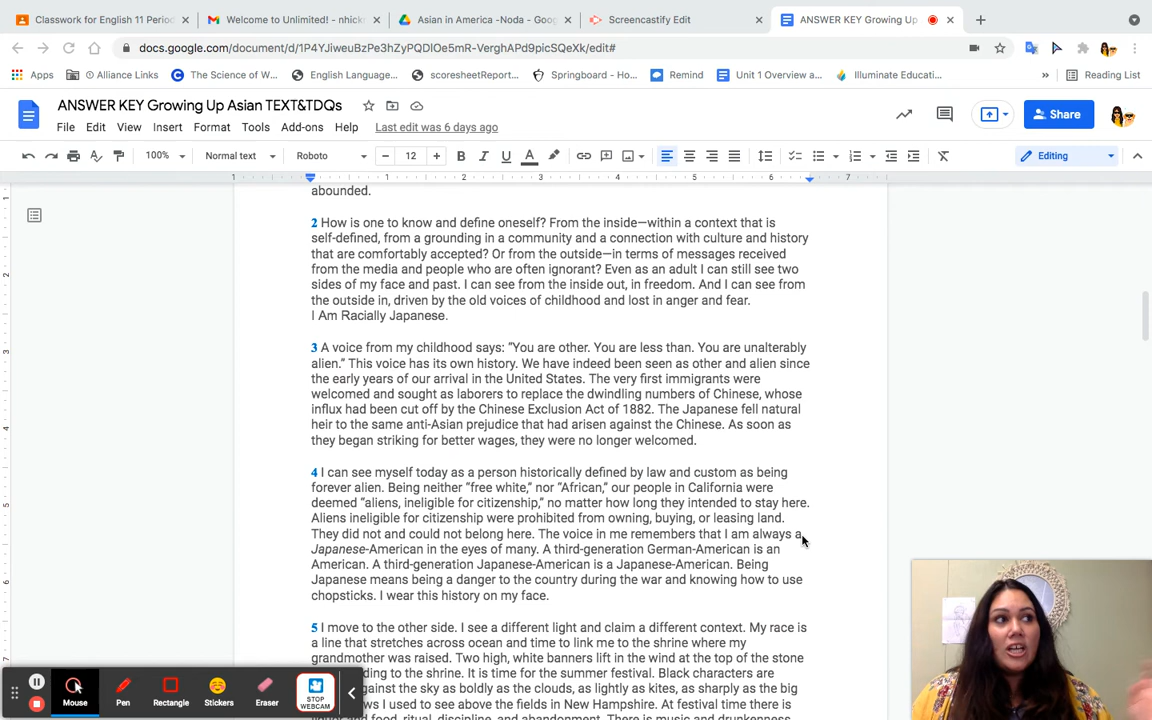 Classwork for English 11 Period
Welcome to Unlimited! - nhick
Asian in America -Noda - Goog
Screencastify Edit
ANSWER KEY Growing Up
docs.google.com/document/d/1P4YJiweuBzPe3hZyPQDIOe5mR-VerghAPd9picSQeXk/edit#
Apps
Alliance Links
The Science of W...
English Language...
scoresheetReport...
Springboard - Ho...
Remind
Unit 1 Overview a...
Illuminate Educati...
»
Reading List
ANSWER KEY Growing Up Asian TEXT&TDQs
File Edit View Insert Format Tools Add-ons Help Last edit was 6 days ago
Share
100% Normal text Roboto 12 Editing
1 1 2 3 4 5 6 7
abounded.
2 How is one to know and define oneself? From the inside—within a context that is
self-defined, from a grounding in a community and a connection with culture and history
that are comfortably accepted? Or from the outside—in terms of messages received
from the media and people who are often ignorant? Even as an adult I can still see two
sides of my face and past. I can see from the inside out, in freedom. And I can see from
the outside in, driven by the old voices of childhood and lost in anger and fear.
I Am Racially Japanese.
3 A voice from my childhood says: "You are other. You are less than. You are unalterably
alien." This voice has its own history. We have indeed been seen as other and alien since
the early years of our arrival in the United States. The very first immigrants were
welcomed and sought as laborers to replace the dwindling numbers of Chinese, whose
influx had been cut off by the Chinese Exclusion Act of 1882. The Japanese fell natural
heir to the same anti-Asian prejudice that had arisen against the Chinese. As soon as
they began striking for better wages, they were no longer welcomed.
4 I can see myself today as a person historically defined by law and custom as being
forever alien. Being neither "free white," nor "African," our people in California were
deemed "aliens, ineligible for citizenship," no matter how long they intended to stay here.
Aliens ineligible for citizenship were prohibited from owning, buying, or leasing land.
They did not and could not belong here. The voice in me remembers that I am always a
Japanese-American in the eyes of many. A third-generation German-American is an
American. A third-generation Japanese-American is a Japanese-American. Being
Japanese means being a danger to the country during the war and knowing how to use
chopsticks. I wear this history on my face.
5 I move to the other side. I see a different light and claim a different context. My race is
a line that stretches across ocean and time to link me to the shrine where my
grandmother was raised. Two high, white banners lift in the wind at the top of the stone
ding to the shrine. It is time for the summer festival. Black characters are
against the sky as boldly as the clouds, as lightly as kites, as sharply as the big
ws I used to see above the fields in New Hampshire. At festival time there is
food, ritual, discipline, and abandonment. There is music and drunkenness
Mouse
Pen
Rectangle
Stickers
Eraser
STOP
WEBCAM